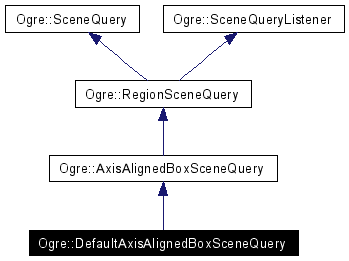 Ogre::SceneQuery
Ogre::SceneQueryListener
Ogre::RegionSceneQuery
Ogre::AxisAlignedBoxSceneQuery
Ogre::DefaultAxisAlignedBoxSceneQuery